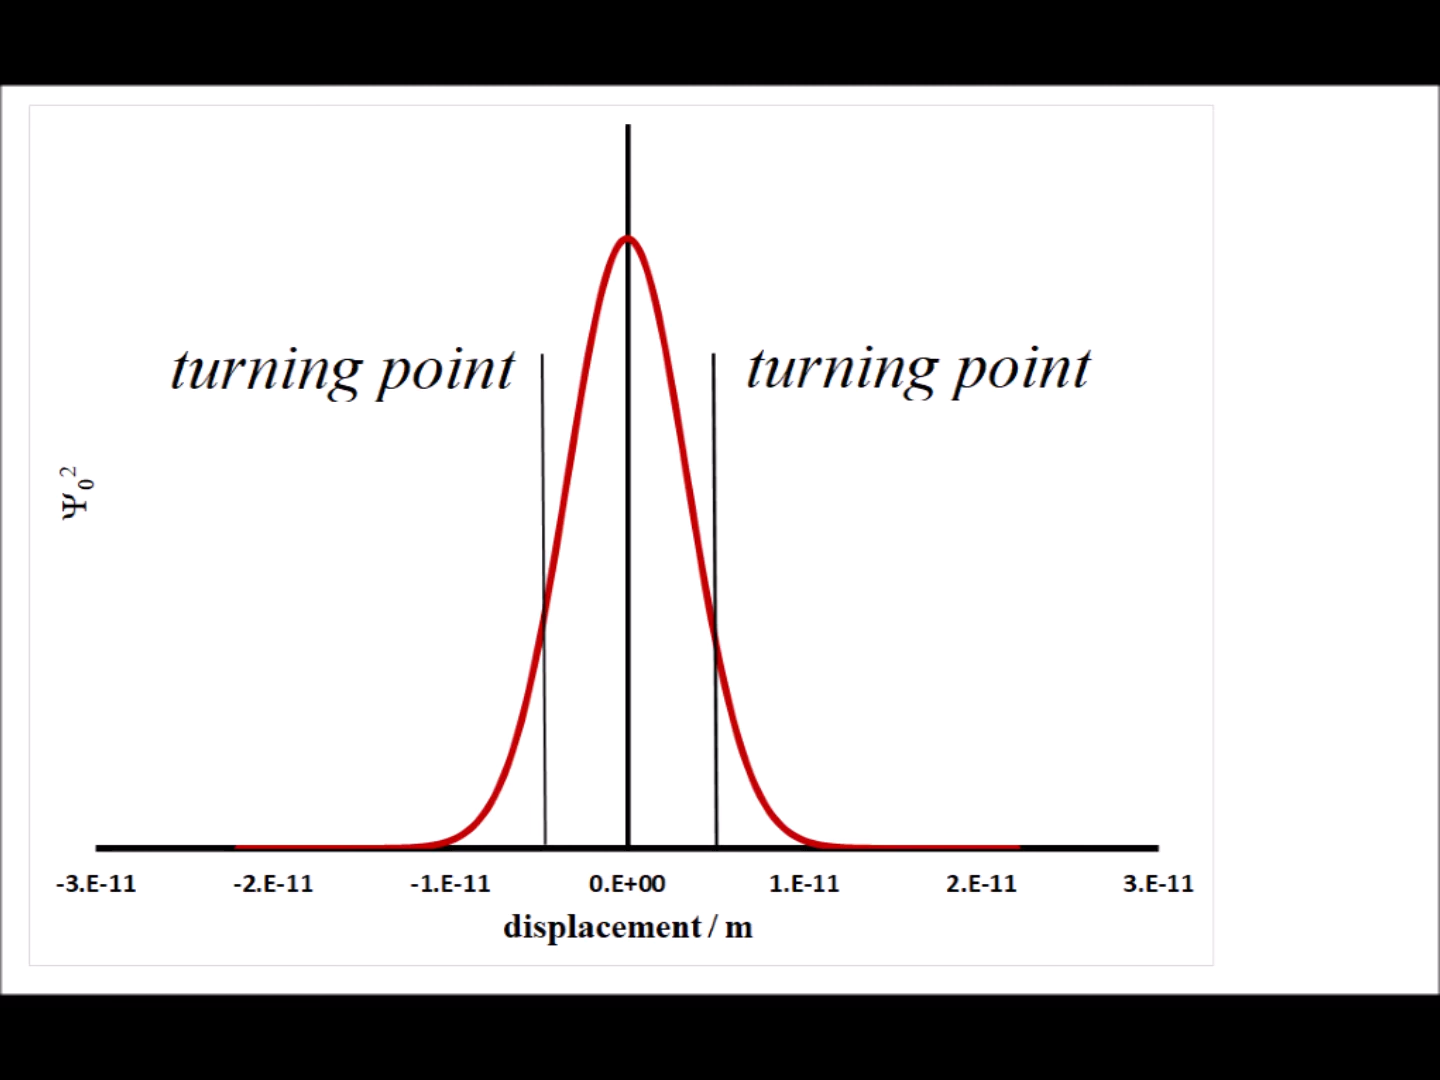 turning point
turning point
Ψ₀²
-3.E-11 -2.E-11 -1.E-11 0.E+00 1.E-11 2.E-11 3.E-11
displacement / m